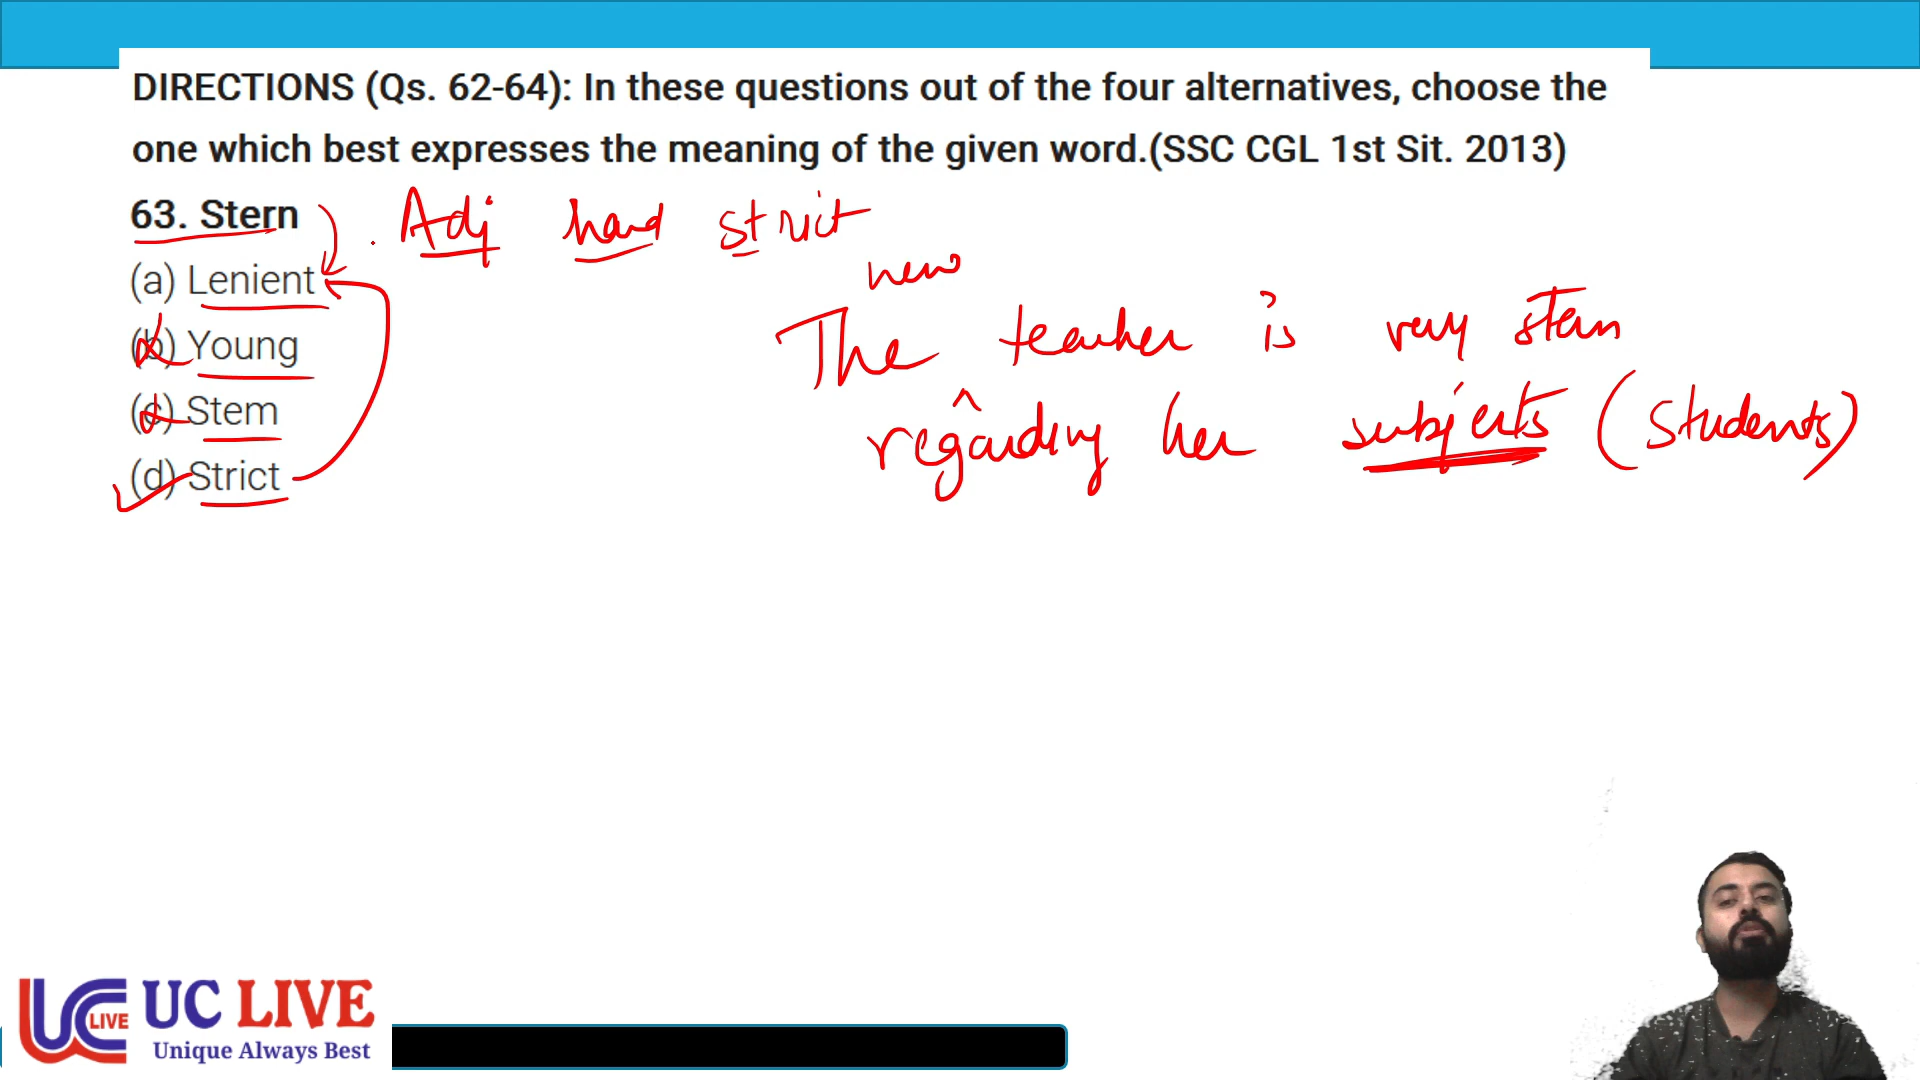 DIRECTIONS (Qs. 62-64): In these questions out of the four alternatives, choose the
one which best expresses the meaning of the given word.(SSC CGL 1st Sit. 2013)
63. Stern
. Adj hard strict
(a) Lenient
(b) Young
(c) Stem
(d) Strict
new
The teacher is very stern
^
regarding her subjects (students)
UC LIVE
LIVE
Unique Always Best